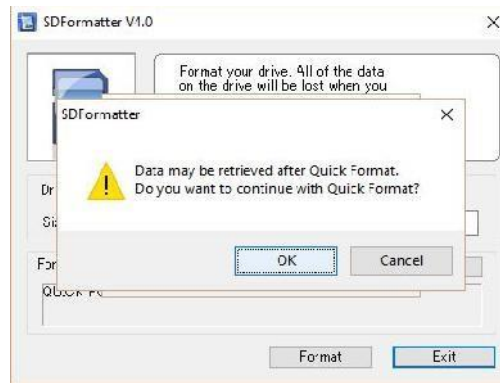 SDFormatter V4.0
Format your drive. All of the data
on the drive will be lost when you
SDFormatter
Data may be retrieved after Quick Format.
Do you want to continue with Quick Format?
OK
Cancel
Format
Exit